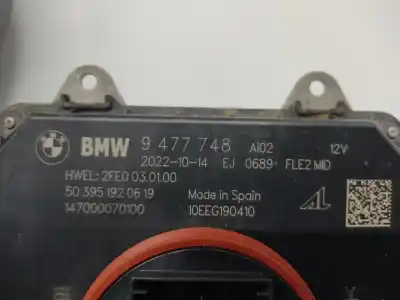 BMW 9 477 748 AI02 12V
2022-10-14 EJ 0689 FLE2 MID
HWEL:2FE0 03.01.00
50 395 192 06 19 Made in Spain
147000070100 10EEG190410